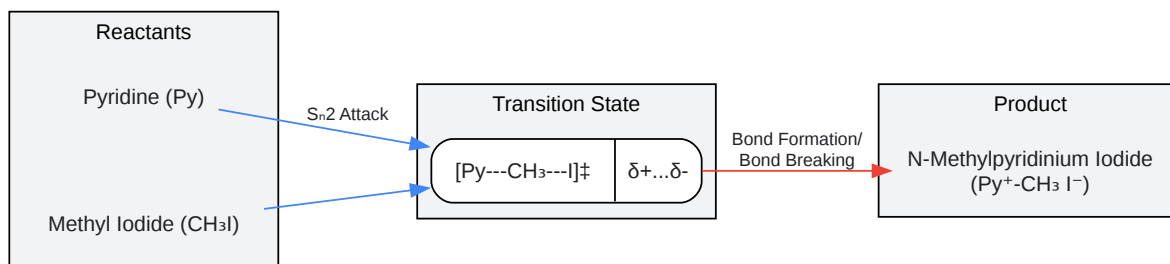 Reactants
Pyridine (Py)
Methyl Iodide (CH₃I)
Sₙ2 Attack
Transition State
[Py---CH₃---I]‡
δ+...δ-
Bond Formation/
Bond Breaking
Product
N-Methylpyridinium Iodide
(Py⁺-CH₃ I⁻)